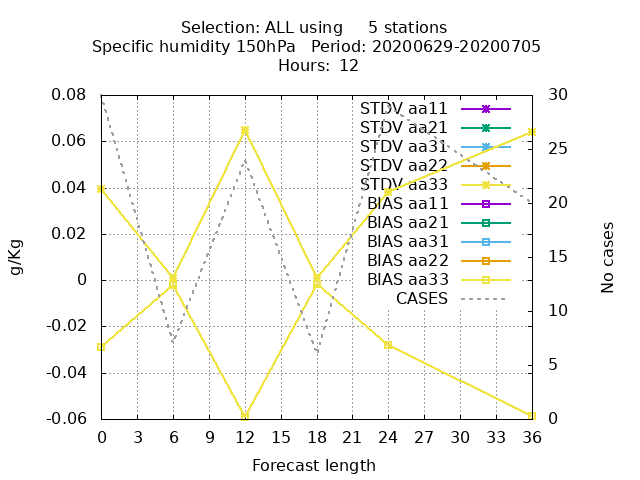 Selection: ALL using     5 stations
Specific humidity 150hPa   Period: 20200629-20200705
Hours: 12
0.08
0.06
0.04
0.02
0
-0.02
-0.04
-0.06
g/Kg
STDV aa11
STDV aa21
STDV aa31
STDV aa22
STDV aa33
BIAS aa11
BIAS aa21
BIAS aa31
BIAS aa22
BIAS aa33
CASES
30
25
20
15
10
5
0
No cases
0 3 6 9 12 15 18 21 24 27 30 33 36
Forecast length